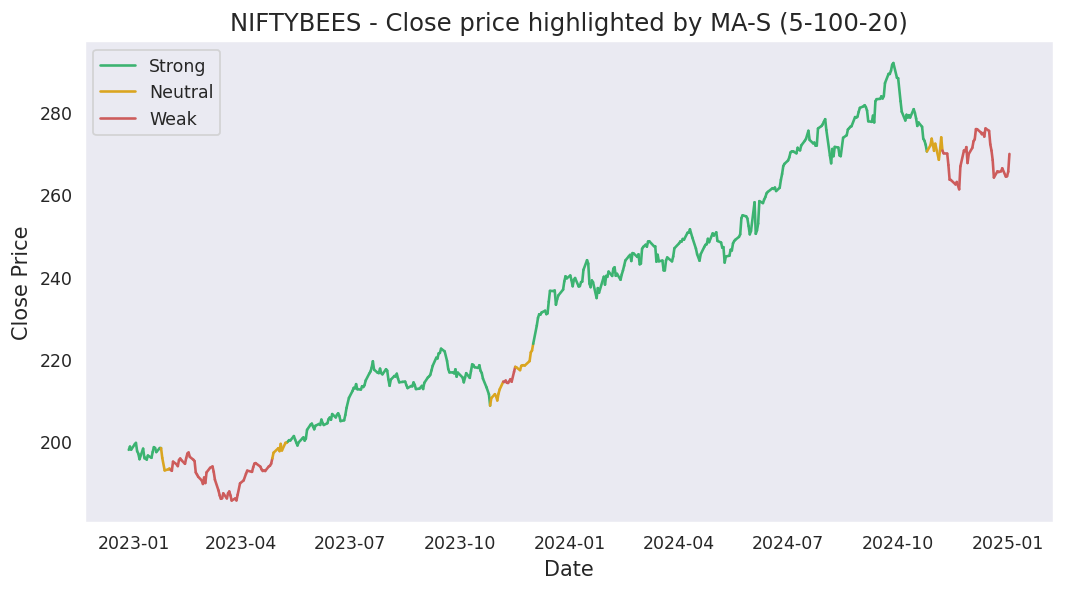 NIFTYBEES - Close price highlighted by MA-S (5-100-20)
Strong
Neutral
Weak
280
260
240
220
200
Close Price
2023-01 2023-04 2023-07 2023-10 2024-01 2024-04 2024-07 2024-10 2025-01
Date